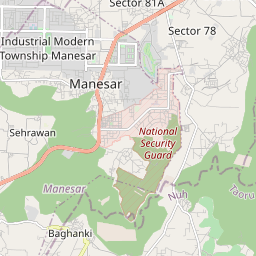 Sector 81A
Sector 78
Industrial Modern
Township Manesar
Manesar
Sehrawan
National
Security
Guard
Manesar
Nuh
Taoru
Baghanki